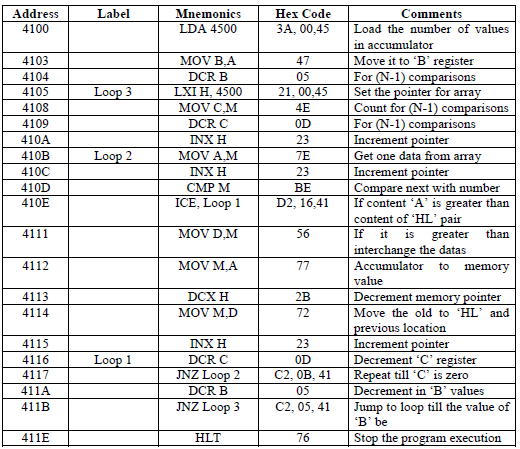 Address Label Mnemonics Hex Code Comments
4100 LDA 4500 3A, 00,45 Load the number of values
in accumulator
4103 MOV B,A 47 Move it to ‘B’ register
4104 DCR B 05 For (N-1) comparisons
4105 Loop 3 LXI H, 4500 21, 00,45 Set the pointer for array
4108 MOV C,M 4E Count for (N-1) comparisons
4109 DCR C 0D For (N-1) comparisons
410A INX H 23 Increment pointer
410B Loop 2 MOV A,M 7E Get one data from array
410C INX H 23 Increment pointer
410D CMP M BE Compare next with number
410E ICE, Loop 1 D2, 16,41 If content ‘A’ is greater than
content of ‘HL’ pair
4111 MOV D,M 56 If it is greater than
interchange the datas
4112 MOV M,A 77 Accumulator to memory
value
4113 DCX H 2B Decrement memory pointer
4114 MOV M,D 72 Move the old to ‘HL’ and
previous location
4115 INX H 23 Increment pointer
4116 Loop 1 DCR C 0D Decrement ‘C’ register
4117 JNZ Loop 2 C2, 0B, 41 Repeat till ‘C’ is zero
411A DCR B 05 Decrement in ‘B’ values
411B JNZ Loop 3 C2, 05, 41 Jump to loop till the value of
‘B’ be
411E HLT 76 Stop the program execution